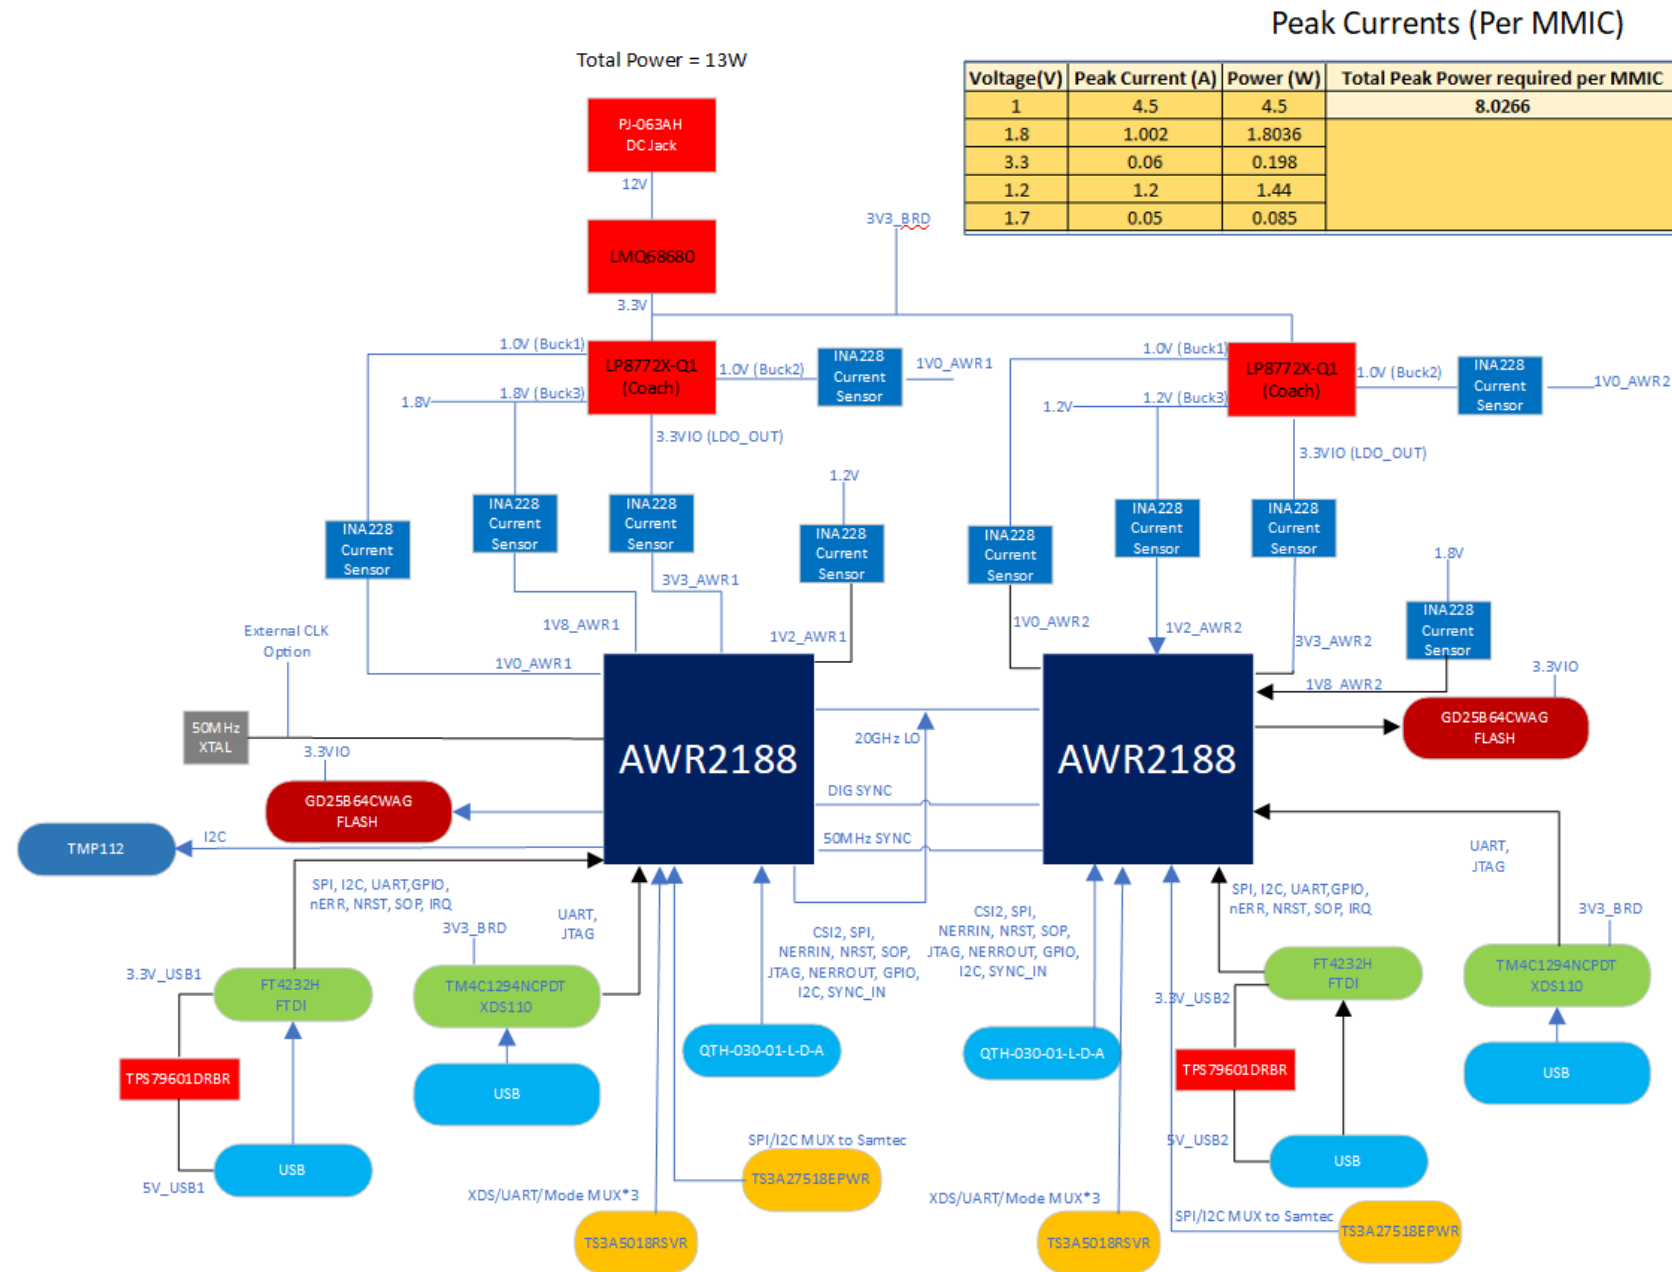 Peak Currents (Per MMIC)
Total Power = 13W
Voltage(V) Peak Current (A) Power (W) Total Peak Power required per MMIC
1 4.5 4.5 8.0266
1.8 1.002 1.8036
3.3 0.06 0.198
1.2 1.2 1.44
1.7 0.05 0.085
PJ-063AH
DC Jack
12V
LMQ68680
3.3V
3V3_BRD
1.0V (Buck1)
LP8772X-Q1
(Coach)
1.0V (Buck2)
INA228
Current
Sensor
1V0_AWR1
1.8V
1.8V (Buck3)
3.3VIO (LDO_OUT)
1.0V (Buck1)
LP8772X-Q1
(Coach)
1.0V (Buck2)
INA228
Current
Sensor
1V0_AWR2
1.2V
1.2V (Buck3)
3.3VIO (LDO_OUT)
INA228
Current
Sensor
INA228
Current
Sensor
INA228
Current
Sensor
1.2V
INA228
Current
Sensor
INA228
Current
Sensor
INA228
Current
Sensor
INA228
Current
Sensor
1.8V
INA228
Current
Sensor
3V3_AWR1
1V8_AWR1
1V2_AWR1
1V0_AWR1
1V0_AWR2
1V2_AWR2
3V3_AWR2
1V8_AWR2
External CLK
Option
50MHz
XTAL
3.3VIO
GD25B64CWAG
FLASH
TMP112
I2C
AWR2188
20GHz LO
DIG SYNC
50MHz SYNC
AWR2188
3.3VIO
GD25B64CWAG
FLASH
UART,
JTAG
SPI, I2C, UART,GPIO,
nERR, NRST, SOP, IRQ
UART,
JTAG
3V3_BRD
CSI2, SPI,
NERRIN, NRST, SOP,
JTAG, NERROUT, GPIO,
I2C, SYNC_IN
CSI2, SPI,
NERRIN, NRST, SOP,
JTAG, NERROUT, GPIO,
I2C, SYNC_IN
SPI, I2C, UART,GPIO,
nERR, NRST, SOP, IRQ
3V3_BRD
3.3V_USB1
FT4232H
FTDI
TM4C1294NCPDT
XDS110
3.3V_USB2
FT4232H
FTDI
TM4C1294NCPDT
XDS110
TPS79601DRBR
USB
QTH-030-01-L-D-A
QTH-030-01-L-D-A
TPS79601DRBR
USB
5V_USB1
USB
SPI/I2C MUX to Samtec
TS3A27518EPWR
XDS/UART/Mode MUX*3
TS3A5018RSVR
5V_USB2
USB
XDS/UART/Mode MUX*3
TS3A5018RSVR
SPI/I2C MUX to Samtec
TS3A27518EPWR